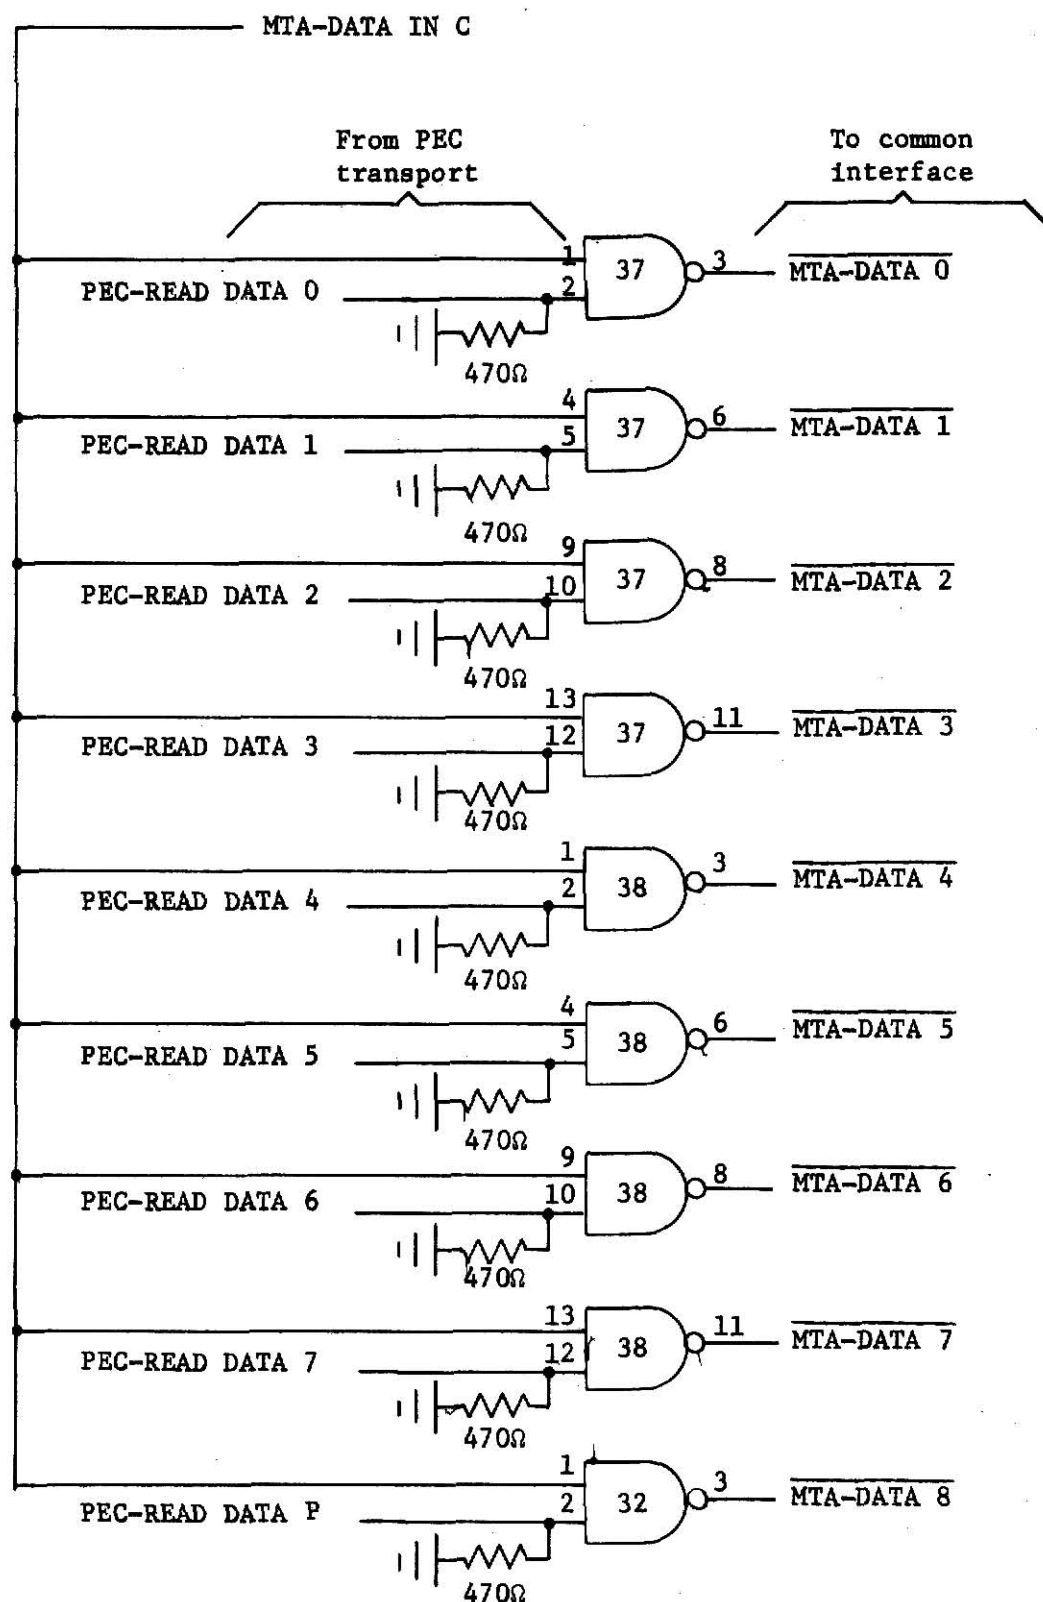 MTA-DATA IN C
From PEC
transport
To common
interface
1
37
3
MTA-DATA 0
PEC-READ DATA 0
2
470Ω
4
37
6
MTA-DATA 1
PEC-READ DATA 1
5
470Ω
9
37
8
MTA-DATA 2
PEC-READ DATA 2
10
470Ω
13
37
11
MTA-DATA 3
PEC-READ DATA 3
12
470Ω
1
38
3
MTA-DATA 4
PEC-READ DATA 4
2
470Ω
4
38
6
MTA-DATA 5
PEC-READ DATA 5
5
470Ω
9
38
8
MTA-DATA 6
PEC-READ DATA 6
10
470Ω
13
38
11
MTA-DATA 7
PEC-READ DATA 7
12
470Ω
1
32
3
MTA-DATA 8
PEC-READ DATA P
2
470Ω